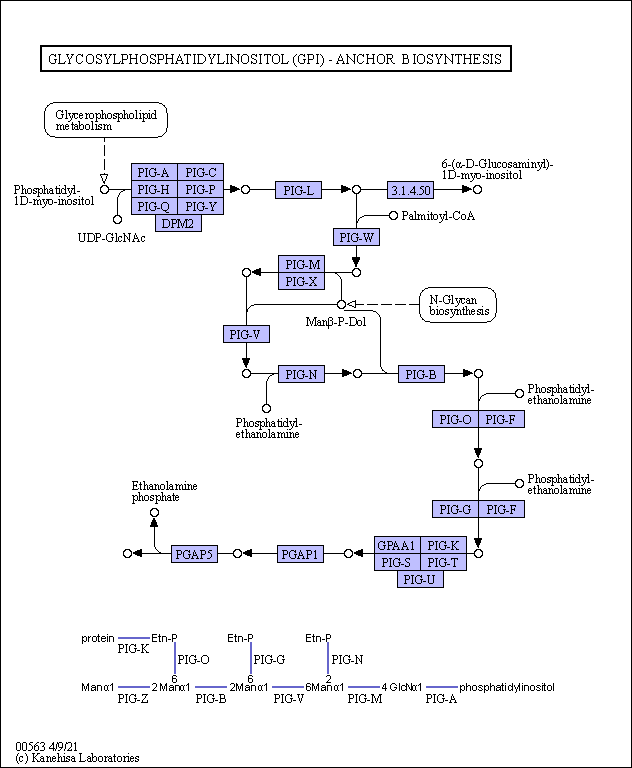 GLYCOSYLPHOSPHATIDYLINOSITOL (GPI) - ANCHOR BIOSYNTHESIS
Glycerophospholipid
metabolism
Phosphatidyl-
1D-myo-inositol
UDP-GlcNAc
PIG-A PIG-C
PIG-H PIG-P
PIG-Q PIG-Y
DPM2
PIG-L
3.1.4.50
6-(α-D-Glucosaminyl)-
1D-myo-inositol
Palmitoyl-CoA
PIG-W
PIG-M
PIG-X
Manβ-P-Dol
N-Glycan
biosynthesis
PIG-V
PIG-N
PIG-B
Phosphatidyl-
ethanolamine
Phosphatidyl-
ethanolamine
PIG-O PIG-F
Phosphatidyl-
ethanolamine
PIG-G PIG-F
Ethanolamine
phosphate
PGAP5
PGAP1
GPAA1 PIG-K
PIG-S PIG-T
PIG-U
protein Etn-P Etn-P Etn-P
PIG-K
PIG-O PIG-G PIG-N
6 6 2
Manα1 2Manα1 2Manα1 6Manα1 4 GlcNα1 phosphatidylinositol
PIG-Z PIG-B PIG-V PIG-M PIG-A
00563 4/9/21
(c) Kanehisa Laboratories